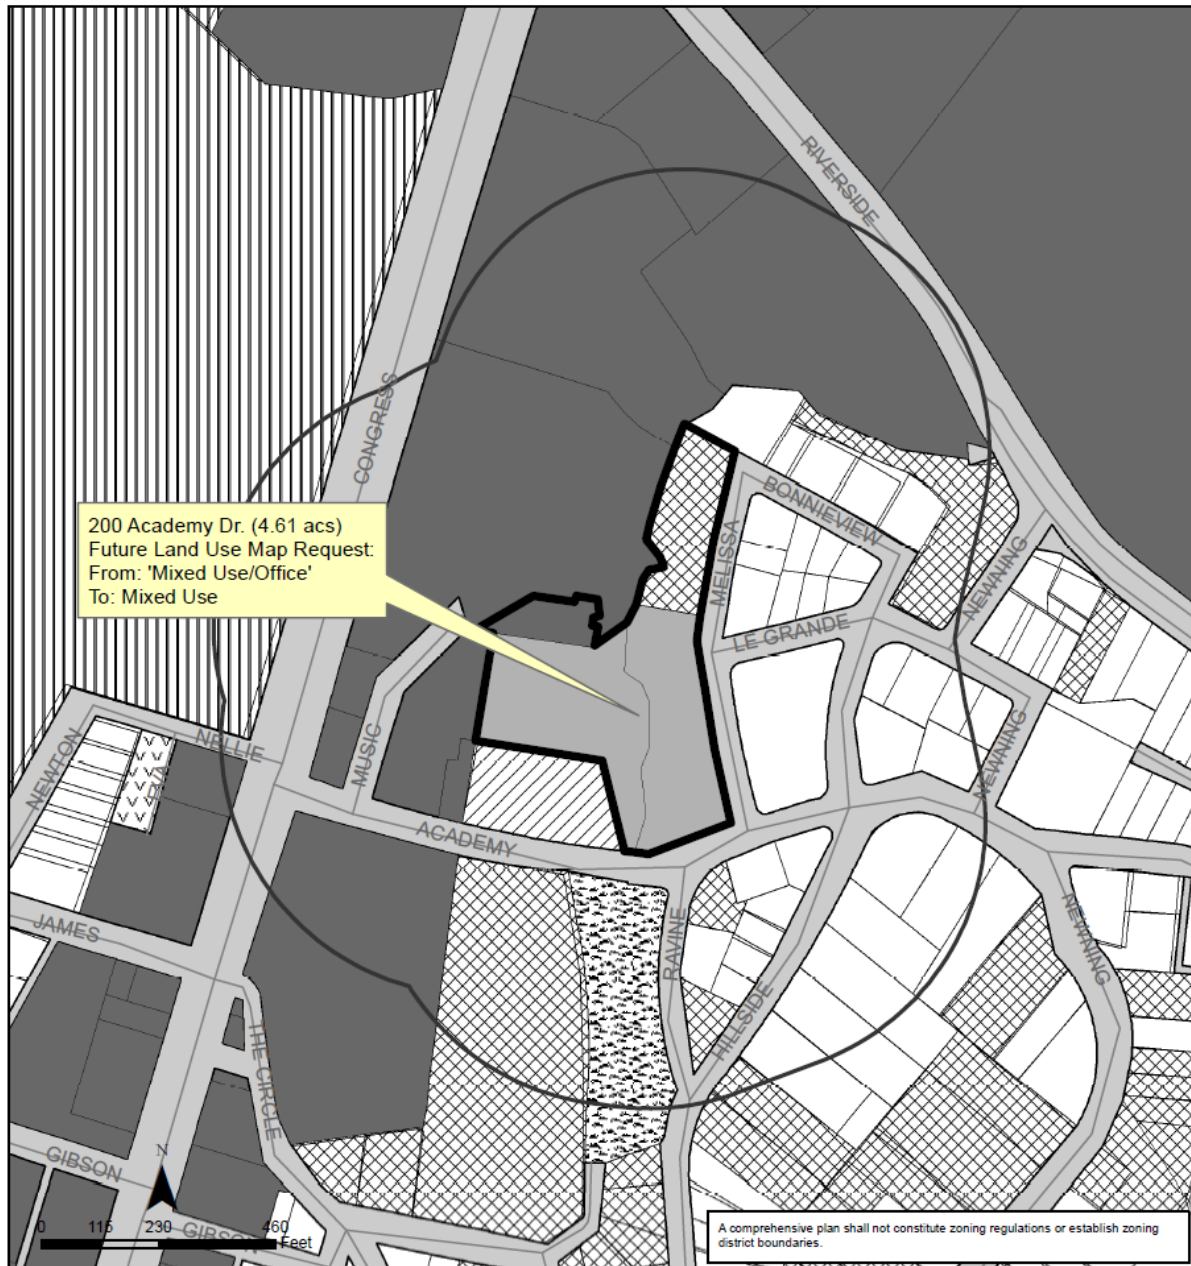 RIVERSIDE
CONGRESS
200 Academy Dr. (4.61 acs)
Future Land Use Map Request:
From: 'Mixed Use/Office'
To: Mixed Use
BONNIEVIEW
MELISSA
NEWNING
LE GRANDE
NEWTON
NELLIE
MUSIC
NEWNING
ACADEMY
JAMES
RAVINE
NEWNING
HILLSIDE
THE CIRCLE
GIBSON
N
GIBSON
0 115 230 460
Feet
A comprehensive plan shall not constitute zoning regulations or establish zoning
district boundaries.